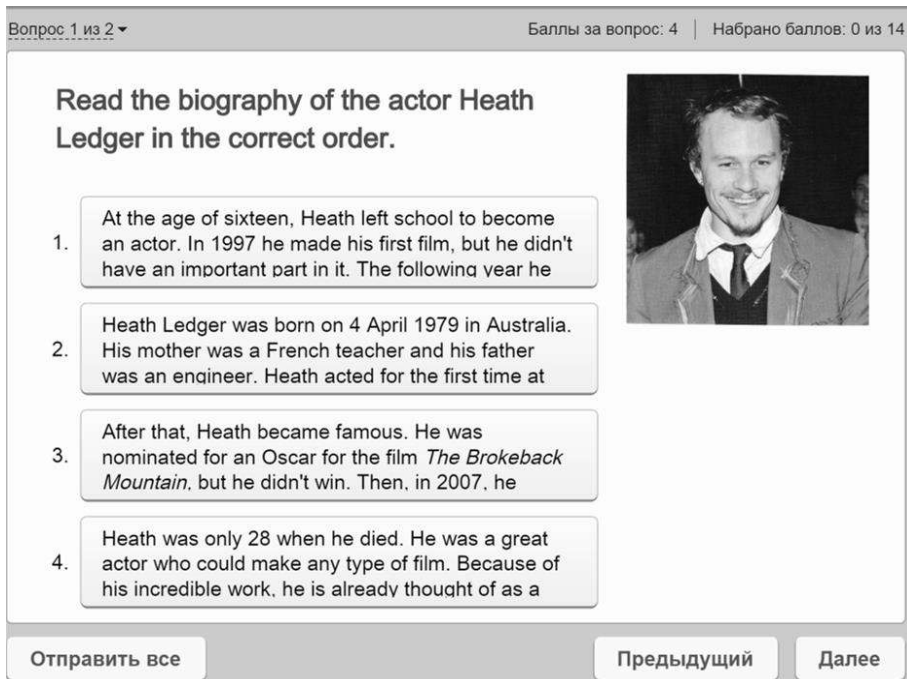 Вопрос 1 из 2
Баллы за вопрос: 4 | Набрано баллов: 0 из 14
Read the biography of the actor Heath
Ledger in the correct order.
1.
At the age of sixteen, Heath left school to become
an actor. In 1997 he made his first film, but he didn't
have an important part in it. The following year he
2.
Heath Ledger was born on 4 April 1979 in Australia.
His mother was a French teacher and his father
was an engineer. Heath acted for the first time at
3.
After that, Heath became famous. He was
nominated for an Oscar for the film The Brokeback
Mountain, but he didn't win. Then, in 2007, he
4.
Heath was only 28 when he died. He was a great
actor who could make any type of film. Because of
his incredible work, he is already thought of as a
Отправить все
Предыдущий
Далее